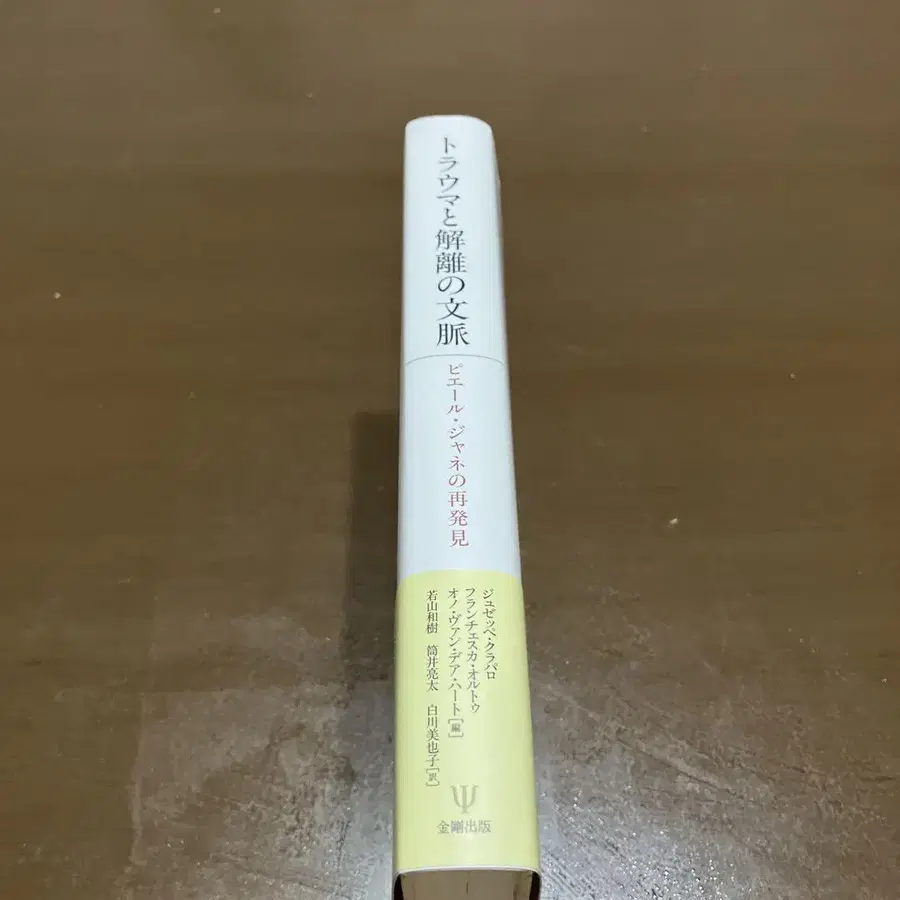 トラウマと解離の文脈
ピエール・ジャネの再発見
ジュゼッペ・クラパロ
フランチェスカ・オルトゥ
オノ・ヴァン・デア・ハート[編]
若山和樹 筒井亮太 白川美也子[訳]
Ψ
金剛出版